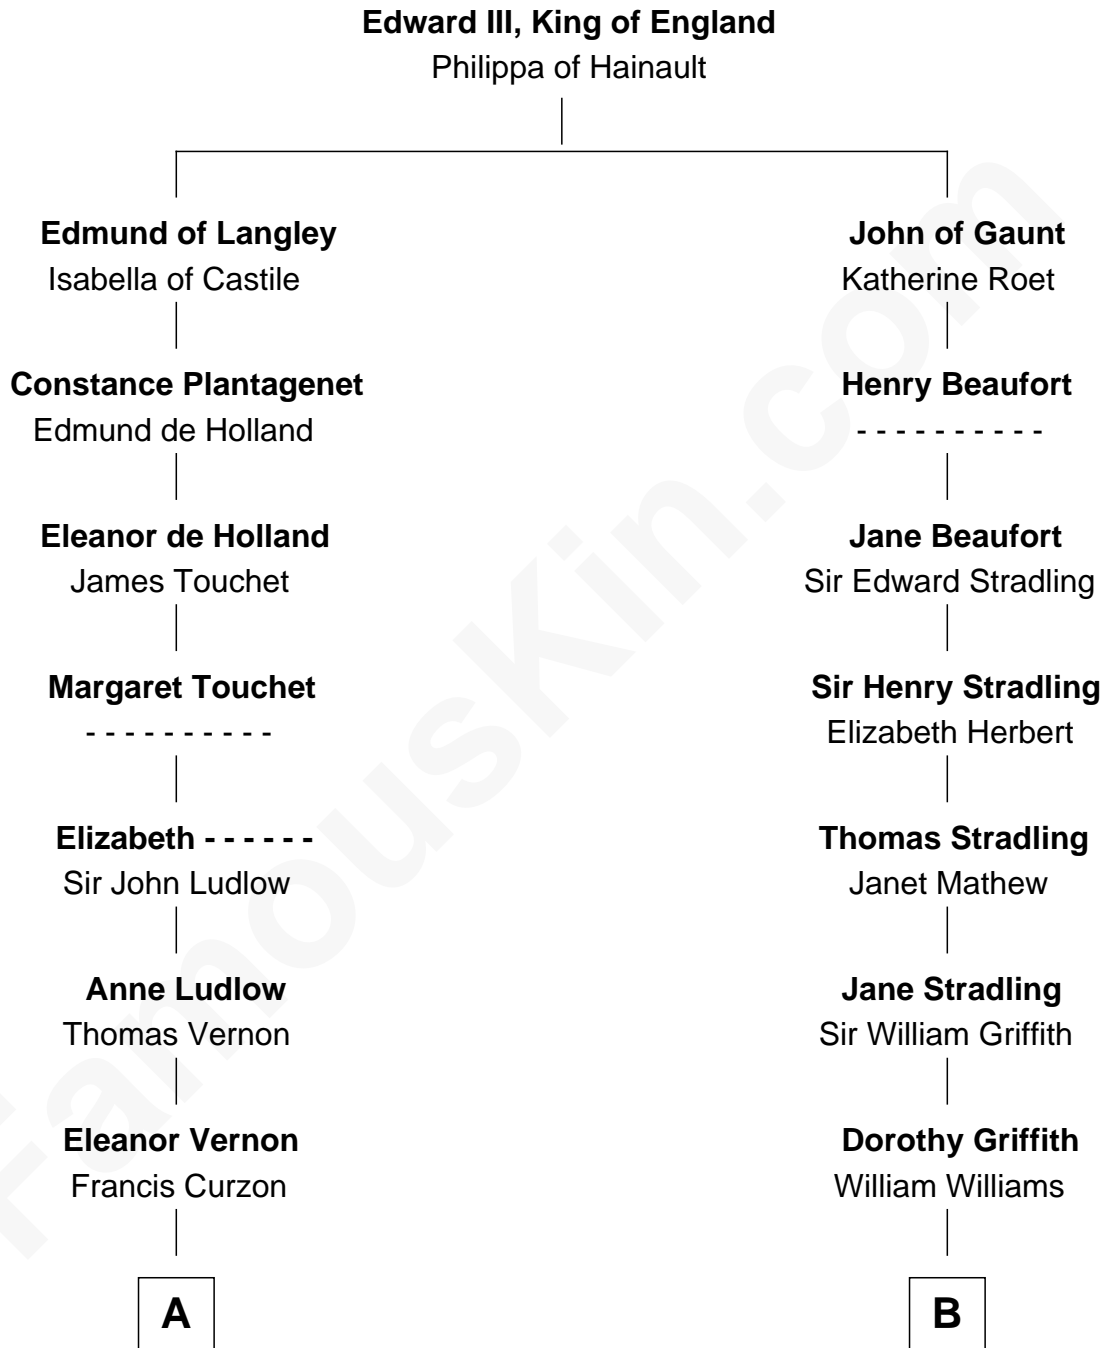 Edward III, King of England
Philippa of Hainault
Edmund of Langley
Isabella of Castile
John of Gaunt
Katherine Roet
Constance Plantagenet
Edmund de Holland
Henry Beaufort
- - - - - - - - - -
Eleanor de Holland
James Touchet
Jane Beaufort
Sir Edward Stradling
Margaret Touchet
- - - - - - - - - -
Sir Henry Stradling
Elizabeth Herbert
Elizabeth - - - - - -
Sir John Ludlow
Thomas Stradling
Janet Mathew
Anne Ludlow
Thomas Vernon
Jane Stradling
Sir William Griffith
Eleanor Vernon
Francis Curzon
Dorothy Griffith
William Williams
A
B
FamousKin.com